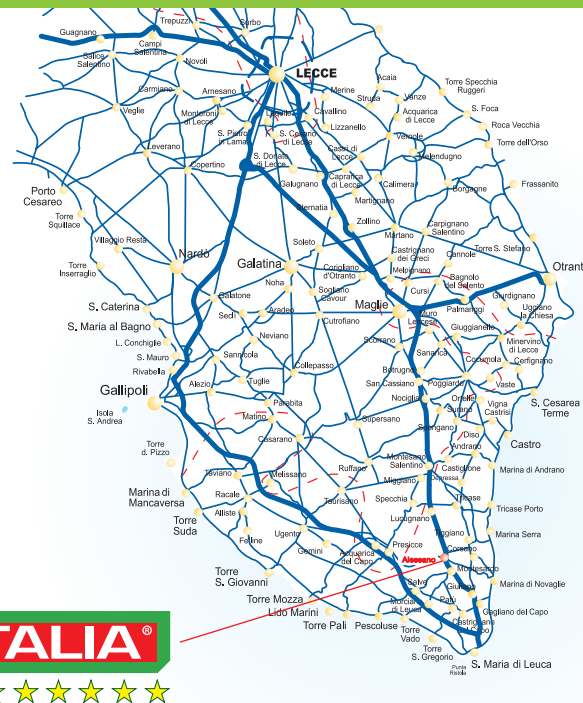 Trepuzzi
Surbo
Guagnano
Campi
Salentina
Salice
Salentino
Novoli
LECCE
Acaia
Torre Specchia
Ruggeri
Carmiano
Arnesano
Merine
Struda
Vanze
Veglie
Monteroni
di Lecce
Lequile
Cavallino
Acquarica
di Lecce
S. Foca
Lizzanello
Roca Vecchia
S. Pietro
in Lama
S. Cesario
di Lecce
Vernole
Torre dell'Orso
Leverano
Castri di
Lecce
Melendugno
Copertino
S. Donato
di Lecce
Galugnano
Caprarica
di Lecce
Calimera
Borgagne
Frassanito
Porto
Cesareo
Martignano
Sternatia
Torre
Squillace
Zollino
Martano
Carpignano
Salentino
Villaggio Resta
Soleto
Castrignano
dei Greci
Cannole
Torre S. Stefano
Nardò
Galatina
Corigliano
d'Otranto
Melpignano
Torre
Inserraglio
Noha
Sogliano
Cavour
Cursi
Bagnolo
del Salento
Otrant
Galatone
Maglie
Palmariggi
Giurdignano
S. Caterina
Seclì
Aradeo
Cutrofiano
Muro
Leccese
Uggiano
la Chiesa
S. Maria al Bagno
Giuggianello
Neviano
Scorrano
Minervino
di Lecce
L. Conchiglie
Sanarica
S. Mauro
Sannicola
Cocumola
Cerfignano
Rivabella
Collepasso
Botrugno
Gallipoli
Alezio
Tuglie
San Cassiano
Poggiardo
Vaste
Nociglia
Ortelle
Vigna
Castrisi
S. Cesarea
Terme
Parabita
Isola
S. Andrea
Matino
Supersano
Surano
Spongano
Diso
Castro
Casarano
Andrano
Torre
d. Pizzo
Montesano
Salentino
Castiglione
Marina di Andrano
Taviano
Melissano
Ruffano
Miggiano
Depressa
Marina di
Mancaversa
Racale
Taurisano
Specchia
Tricase
Tricase Porto
Alliste
Lucugnano
Torre
Suda
Felline
Ugento
Tiggiano
Marina Serra
Gemini
Presicce
Corsano
Acquarica
del Capo
Alessano
Montesardo
Torre
S. Giovanni
Salve
Giuliano
Marina di Novaglie
Torre Mozza
Morciano
di Leuca
Patù
Gagliano del Capo
Lido Marini
Castrignano
del Capo
Torre Pali
Pescoluse
Torre
Vado
Torre
S. Gregorio
Punta
Ristola
S. Maria di Leuca
TALIA®